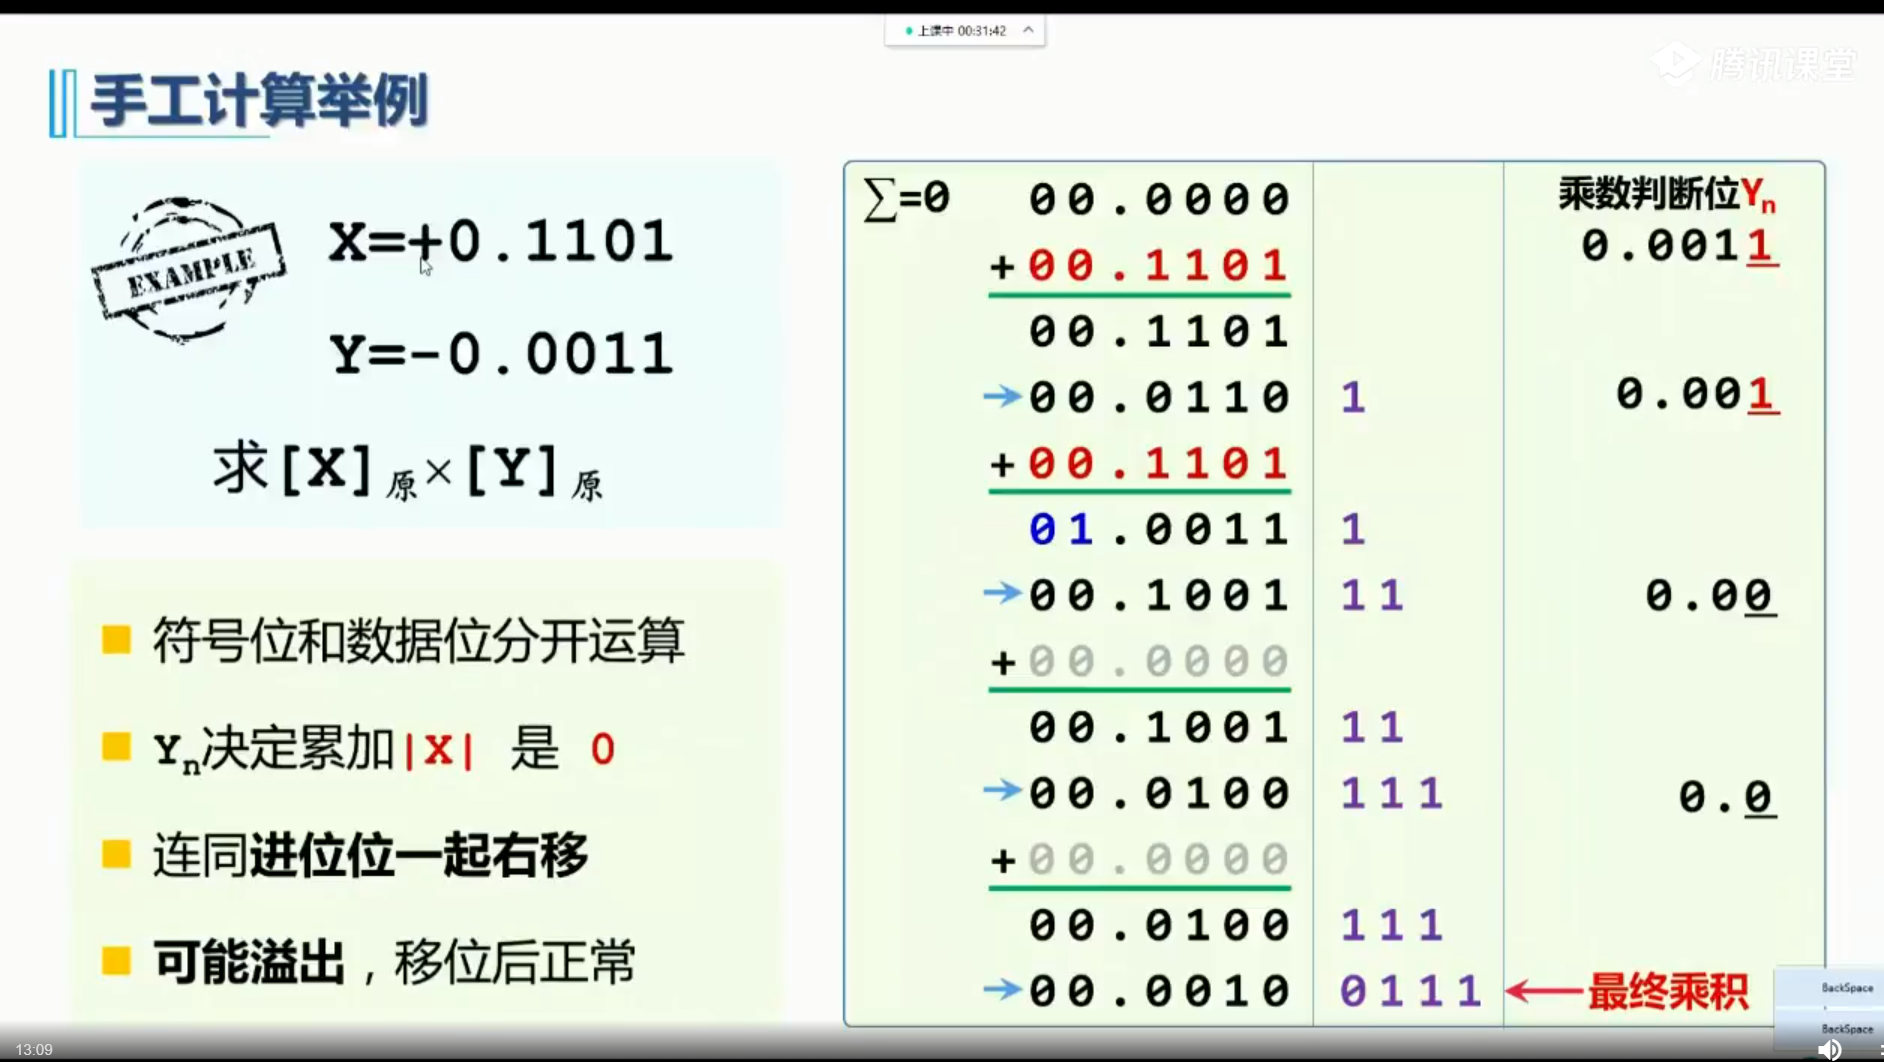 上课中 00:31:42
腾讯课堂
手工计算举例
EXAMPLE
X=+0.1101
Y=-0.0011
求[X]原×[Y]原
符号位和数据位分开运算
Yn决定累加|X| 是 0
连同进位位一起右移
可能溢出，移位后正常
∑=0 00.0000 乘数判断位Yn
+00.1101 0.0011
00.1101
→00.0110 1 0.001
+00.1101
01.0011 1
→00.1001 11 0.00
+00.0000
00.1001 11
→00.0100 111 0.0
+00.0000
00.0100 111
→00.0010 0111 ←最终乘积
BackSpace
BackSpace
13:09